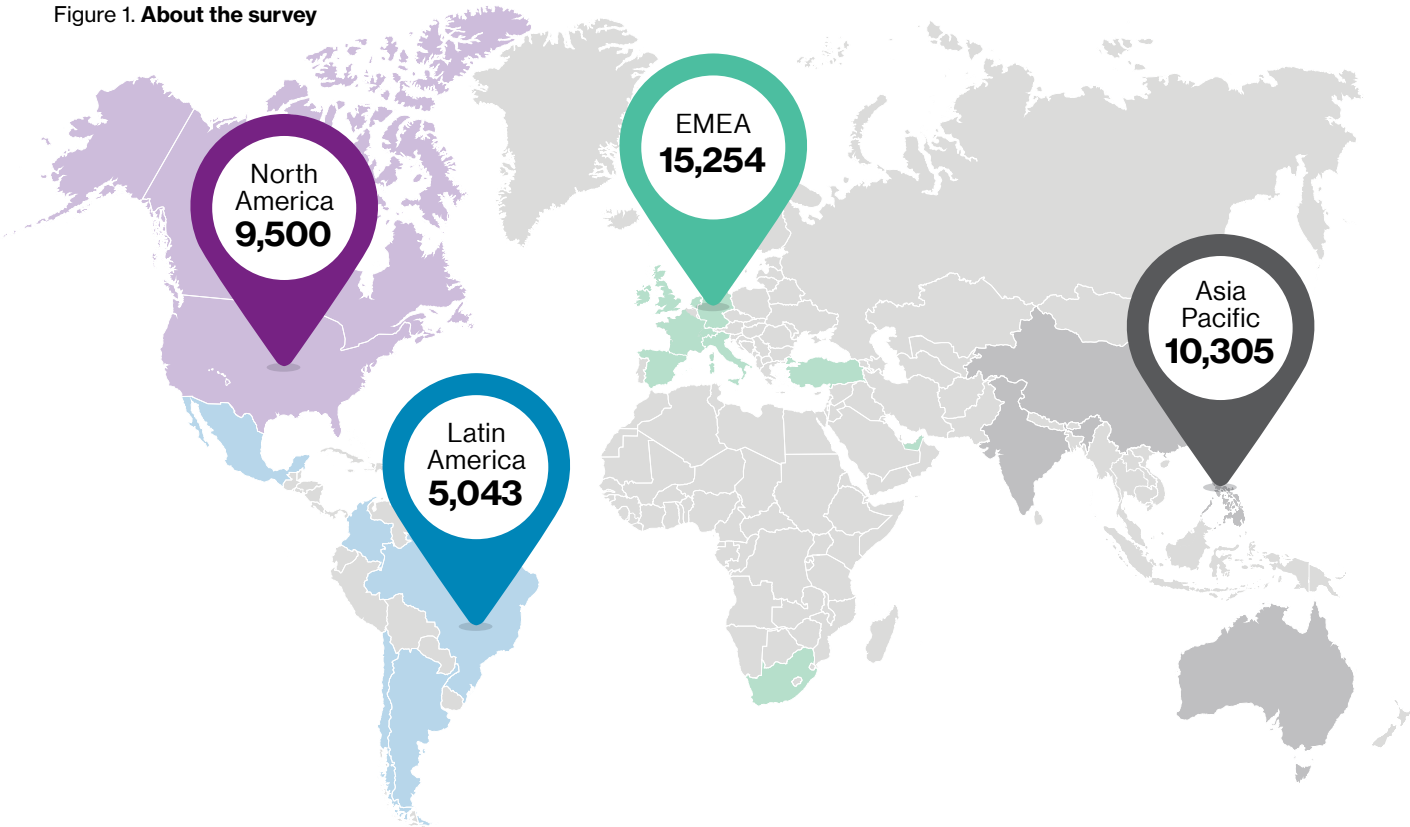 Figure 1. About the survey
North
America
9,500
EMEA
15,254
Asia
Pacific
10,305
Latin
America
5,043